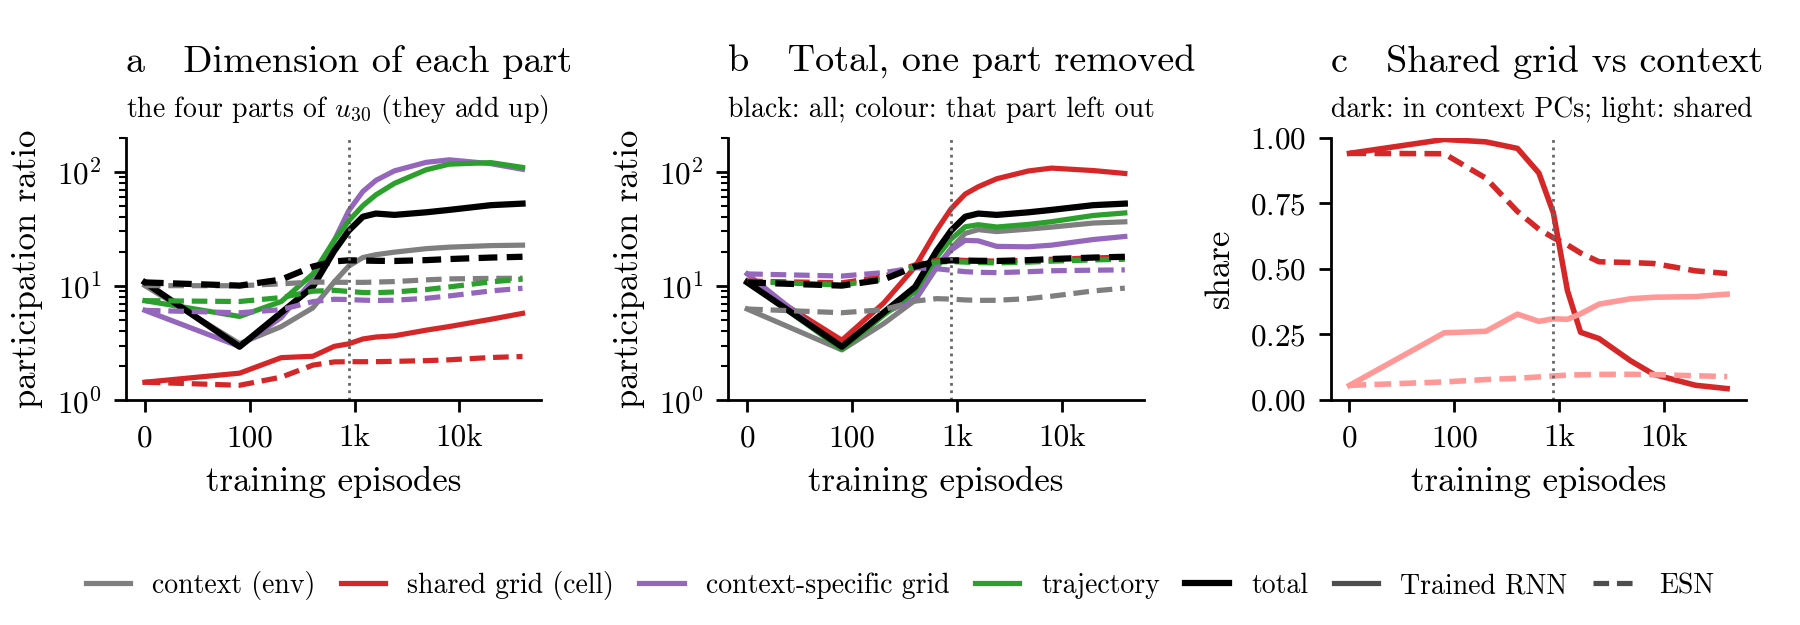 a Dimension of each part
the four parts of u30 (they add up)
participation ratio
10^2
10^1
10^0
0 100 1k 10k
training episodes
b Total, one part removed
black: all; colour: that part left out
participation ratio
10^2
10^1
10^0
0 100 1k 10k
training episodes
c Shared grid vs context
dark: in context PCs; light: shared
share
1.00
0.75
0.50
0.25
0.00
0 100 1k 10k
training episodes
context (env) shared grid (cell) context-specific grid trajectory total Trained RNN ESN